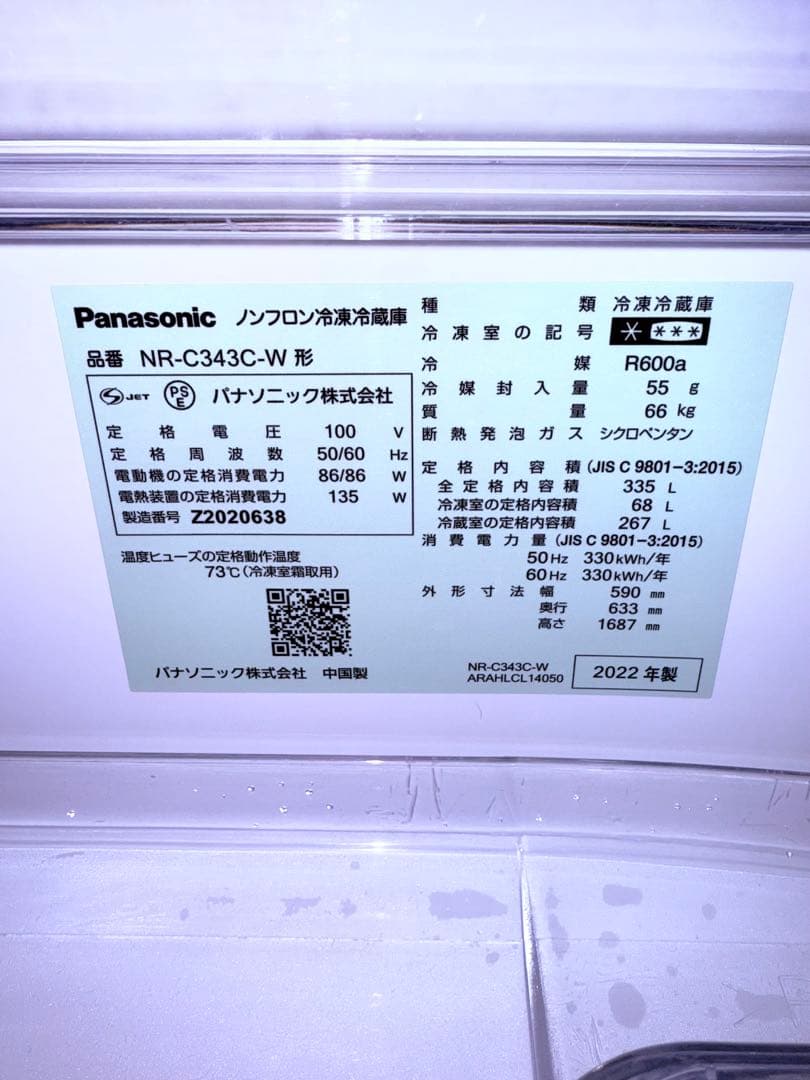 Panasonic ノンフロン冷凍冷蔵庫
品番 NR-C343C-W 形
JET PSE パナソニック株式会社
定格電圧 100 V
定格周波数 50/60 Hz
電動機の定格消費電力 86/86 W
電熱装置の定格消費電力 135 W
製造番号 Z2020638
温度ヒューズの定格動作温度
73℃(冷凍室霜取用)
パナソニック株式会社 中国製
種類 冷凍冷蔵庫
冷凍室の記号 * ***
冷媒 R600a
冷媒封入量 55 g
質量 66 kg
断熱発泡ガス シクロペンタン
定格内容積(JIS C 9801-3:2015)
全定格内容積 335 L
冷凍室の定格内容積 68 L
冷蔵室の定格内容積 267 L
消費電力量(JIS C 9801-3:2015)
50Hz 330kWh/年
60Hz 330kWh/年
外形寸法 幅 590 mm
奥行 633 mm
高さ 1687 mm
NR-C343C-W
ARAHLCL14050
2022年製